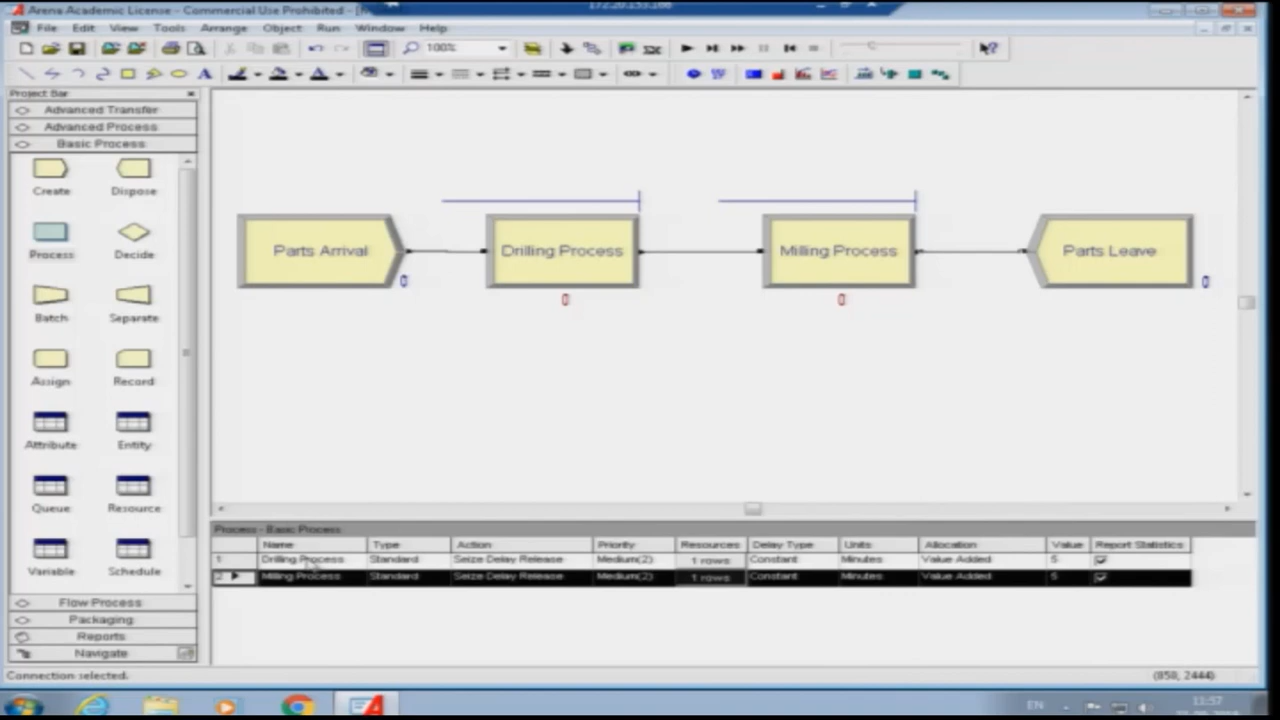 Arena Academic License - Commercial Use Prohibited -
172.20.155.166
File Edit View Tools Arrange Object Run Window Help
100%
Project Bar
Advanced Transfer
Advanced Process
Basic Process
Create Dispose
Process Decide
Batch Separate
Assign Record
Attribute Entity
Queue Resource
Variable Schedule
Flow Process
Packaging
Reports
Navigate
Parts Arrival
0
Drilling Process
0
Milling Process
0
Parts Leave
0
Process - Basic Process
Name Type Action Priority Resources Delay Type Units Allocation Value Report Statistics
1 Drilling Process Standard Seize Delay Release Medium(2) 1 rows Constant Minutes Value Added 5
2 Milling Process Standard Seize Delay Release Medium(2) 1 rows Constant Minutes Value Added 5
Connection selected.
(858, 2444)
EN
11:57